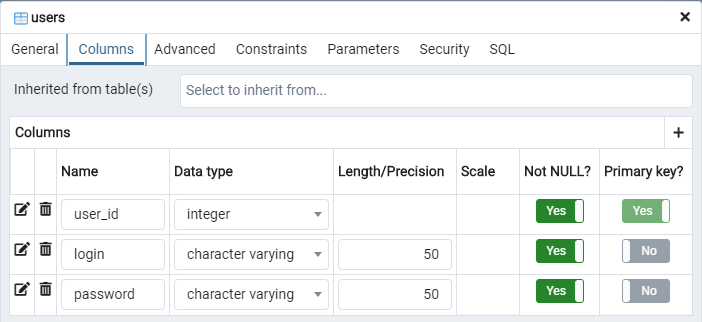 users
General Columns Advanced Constraints Parameters Security SQL
Inherited from table(s) Select to inherit from...
Columns
Name Data type Length/Precision Scale Not NULL? Primary key?
user_id integer Yes Yes
login character varying 50 Yes No
password character varying 50 Yes No